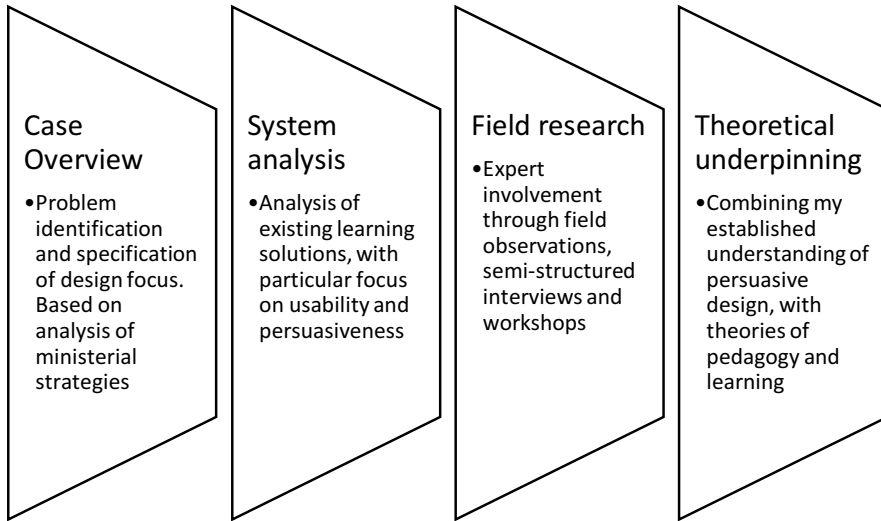 Case
Overview
•Problem
identification
and specification
of design focus.
Based on
analysis of
ministerial
strategies
System
analysis
•Analysis of
existing learning
solutions, with
particular focus
on usability and
persuasiveness
Field research
•Expert
involvement
through field
observations,
semi-structured
interviews and
workshops
Theoretical
underpinning
•Combining my
established
understanding of
persuasive
design, with
theories of
pedagogy and
learning